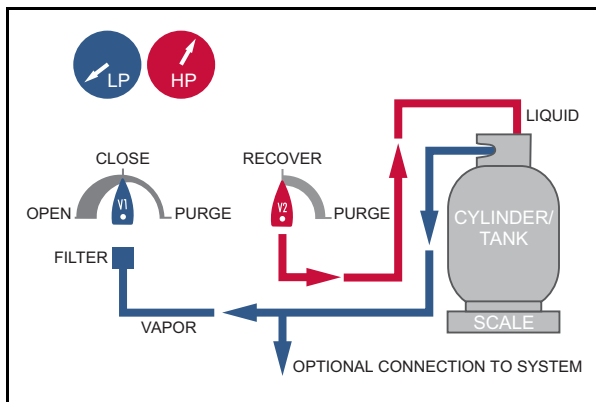 LP
HP
LIQUID
CLOSE
RECOVER
V1
V2
OPEN
PURGE
PURGE
CYLINDER/
TANK
FILTER
SCALE
VAPOR
OPTIONAL CONNECTION TO SYSTEM